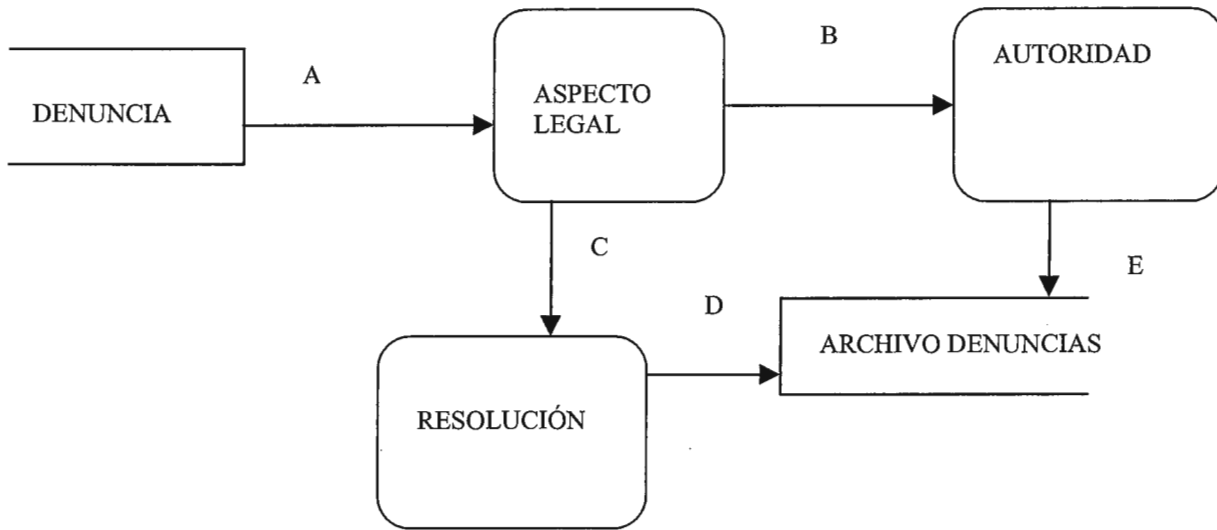 A
B
DENUNCIA
ASPECTO
LEGAL
AUTORIDAD
C
E
D
ARCHIVO DENUNCIAS
RESOLUCIÓN